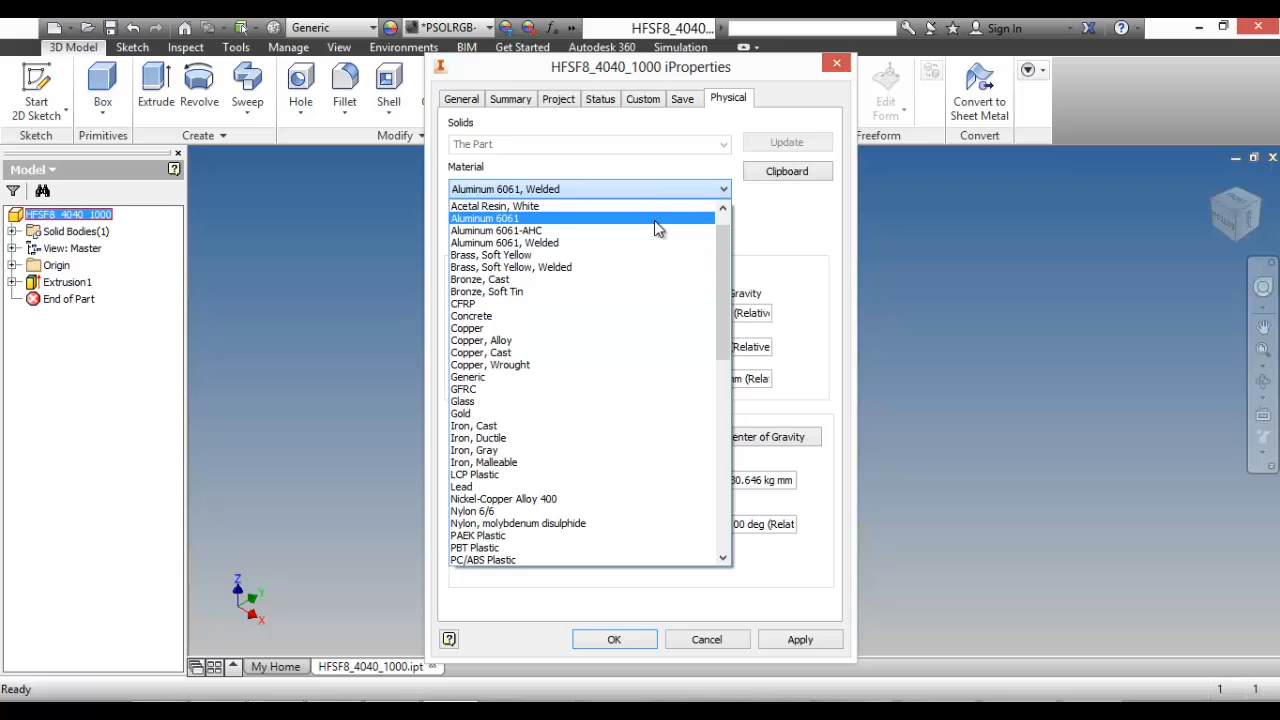 Generic
*PSOLRGB-
HFSF8_4040_1000...
Sign In
3D Model
Sketch
Inspect
Tools
Manage
View
Environments
BIM
Get Started
Autodesk 360
Simulation
Start
2D Sketch
Box
Extrude
Revolve
Sweep
Hole
Fillet
Shell
Edit
Form
Convert to
Sheet Metal
Sketch
Primitives
Create
Modify
Freeform
Convert
Model
HFSF8_4040_1000
Solid Bodies(1)
View: Master
Origin
Extrusion1
End of Part
HFSF8_4040_1000 iProperties
General
Summary
Project
Status
Custom
Save
Physical
Solids
The Part
Update
Material
Clipboard
Aluminum 6061, Welded
Acetal Resin, White
Aluminum 6061
Aluminum 6061-AHC
Aluminum 6061, Welded
Brass, Soft Yellow
Brass, Soft Yellow, Welded
Bronze, Cast
Bronze, Soft Tin
CFRP
Concrete
Copper
Copper, Alloy
Copper, Cast
Copper, Wrought
Generic
GFRC
Glass
Gold
Iron, Cast
Iron, Ductile
Iron, Gray
Iron, Malleable
LCP Plastic
Lead
Nickel-Copper Alloy 400
Nylon 6/6
Nylon, molybdenum disulphide
PAEK Plastic
PBT Plastic
PC/ABS Plastic
Gravity
(Relativ
(Relative
m (Rela
enter of Gravity
30.646 kg mm
00 deg (Relat
OK
Cancel
Apply
Z
Y
X
My Home
HFSF8_4040_1000.ipt
Ready
1
1